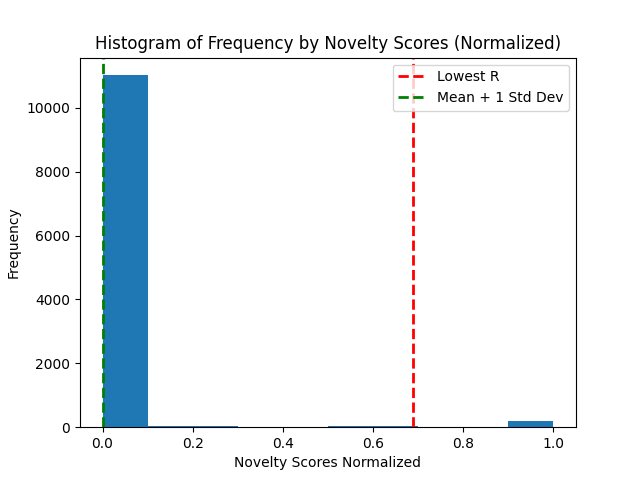 Histogram of Frequency by Novelty Scores (Normalized)
Lowest R
Mean + 1 Std Dev
Frequency
10000
8000
6000
4000
2000
0
0.0 0.2 0.4 0.6 0.8 1.0
Novelty Scores Normalized